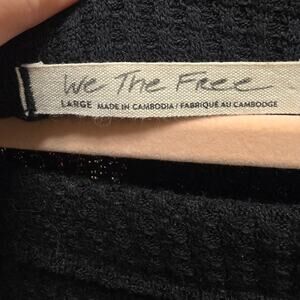 We The Free
LARGE MADE IN CAMBODIA / FABRIQUÉ AU CAMBODGE